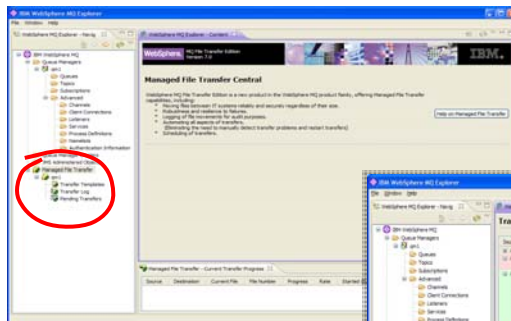 IBM WebSphere MQ Explorer
File Window Help
WebSphere MQ Explorer - Navig
MQ Explorer - Content
IBM WebSphere MQ
Queue Managers
qm1
Queues
Topics
Subscriptions
Advanced
Channels
Client Connections
Listeners
Services
Process Definitions
Namelists
Authentication Information
JMS Administered Objects
Managed File Transfer
qm1
Transfer Templates
Transfer Log
Pending Transfers
WebSphere. MQ File Transfer Edition
Version 7.0
IBM.
Managed File Transfer Central
WebSphere MQ File Transfer Edition is a new product in the WebSphere MQ product family, offering Managed File Transfer
capabilities, including:
* Moving files between IT systems reliably and securely regardless of their size.
* Robustness and resilience to failures.
* Logging of file movements for audit purposes.
* Automating all aspects of transfers.
(Eliminating the need to manually detect transfer problems and restart transfers)
* Scheduling of transfers.
Help on Managed File Transfer
Managed File Transfer - Current Transfer Progress
Source Destination Current File File Number Progress Rate Started
IBM WebSphere MQ Explorer
File Window Help
WebSphere MQ Explorer - Navig
IBM WebSphere MQ
Queue Managers
qm1
Queues
Topics
Subscriptions
Advanced
Channels
Client Connections
Listeners
Services
Process Definitions
Tra